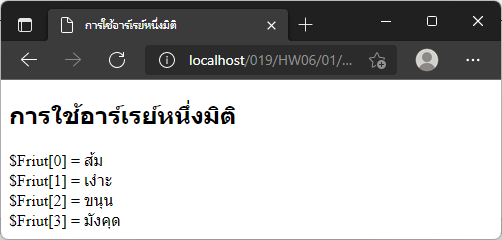 การใช้อาร์เรย์หนึ่งมิติ
localhost/019/HW06/01/...
การใช้อาร์เรย์หนึ่งมิติ
$Friut[0] = ส้ม
$Friut[1] = เงาะ
$Friut[2] = ขนุน
$Friut[3] = มังคุด